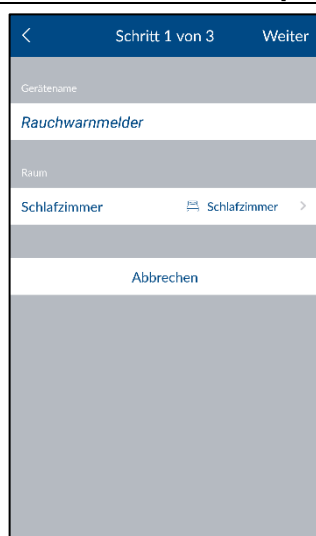 Schritt 1 von 3 Weiter
Gerätename
Rauchwarnmelder
Raum
Schlafzimmer Schlafzimmer
Abbrechen